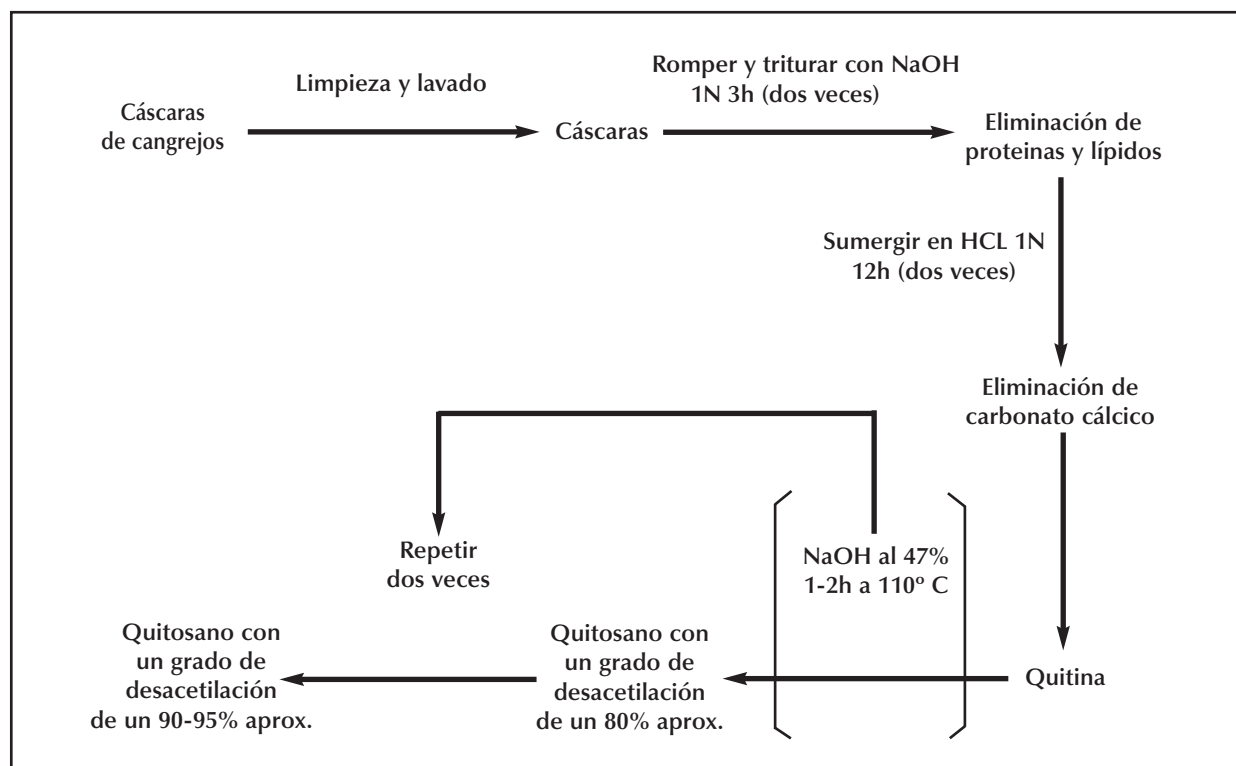 Cáscaras
de cangrejos
Limpieza y lavado
Cáscaras
Romper y triturar con NaOH
1N 3h (dos veces)
Eliminación de
proteinas y lípidos
Sumergir en HCL 1N
12h (dos veces)
Eliminación de
carbonato cálcico
Quitina
NaOH al 47%
1-2h a 110º C
Repetir
dos veces
Quitosano con
un grado de
desacetilación
de un 80% aprox.
Quitosano con
un grado de
desacetilación
de un 90-95% aprox.